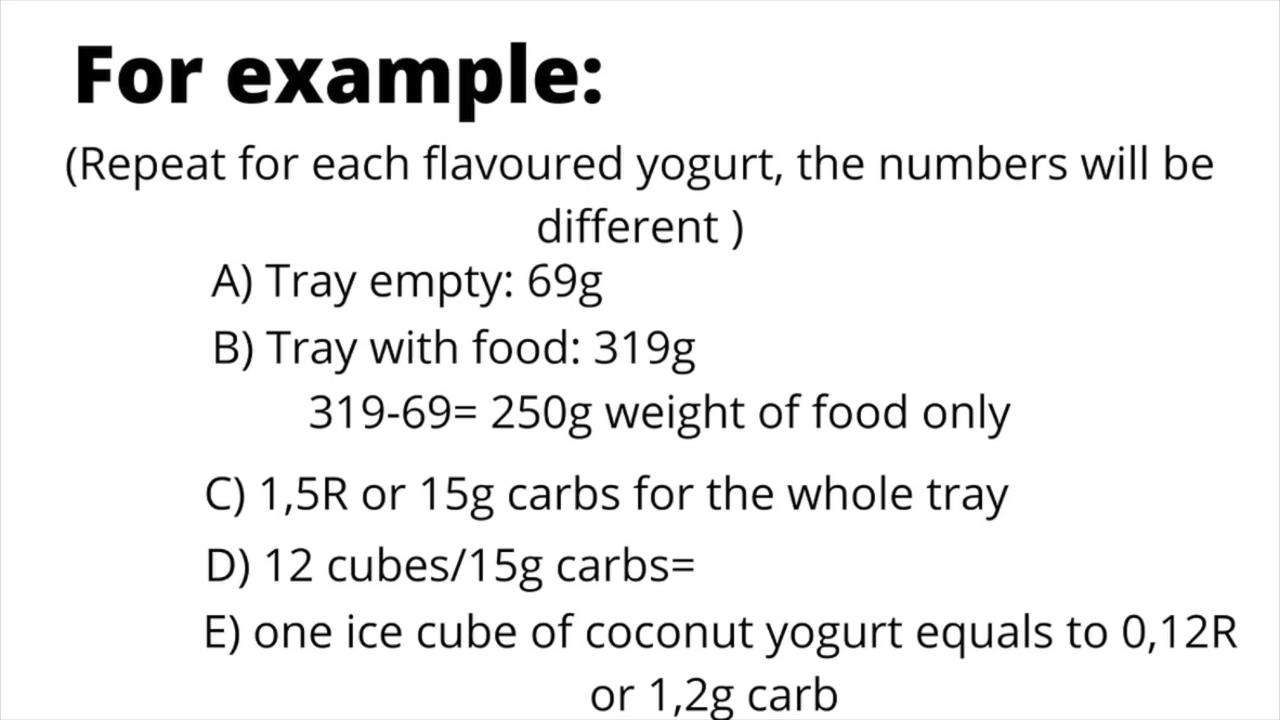 For example:
(Repeat for each flavoured yogurt, the numbers will be
different )
A) Tray empty: 69g
B) Tray with food: 319g
319-69= 250g weight of food only
C) 1,5R or 15g carbs for the whole tray
D) 12 cubes/15g carbs=
E) one ice cube of coconut yogurt equals to 0,12R
or 1,2g carb